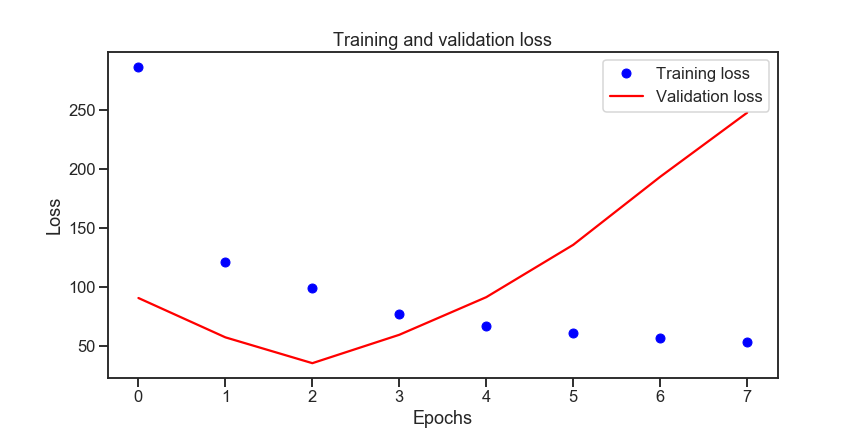 Training and validation loss
Training loss
Validation loss
Loss
250
200
150
100
50
0 1 2 3 4 5 6 7
Epochs